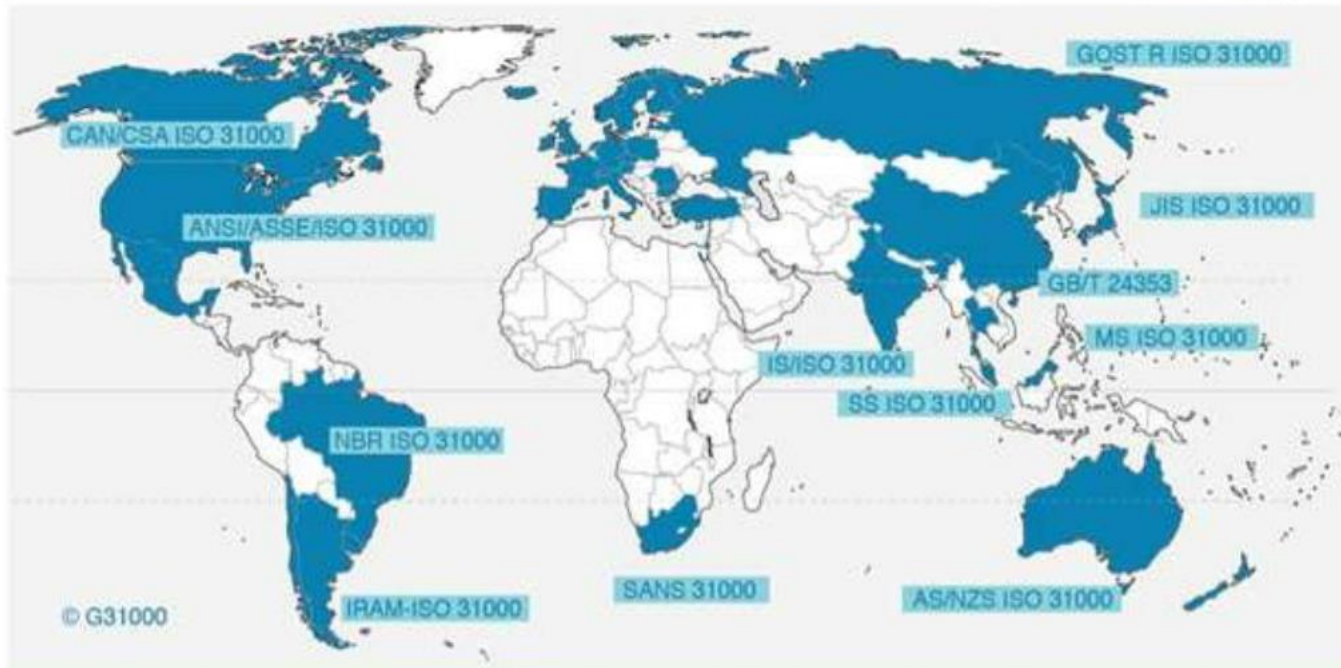 GOST R ISO 31000
CAN/CSA ISO 31000
JIS ISO 31000
ANSI/ASSE/ISO 31000
GB/T 24353
MS ISO 31000
IS/ISO 31000
SS ISO 31000
NBR ISO 31000
SANS 31000
AS/NZS ISO 31000
IRAM-ISO 31000
© G31000